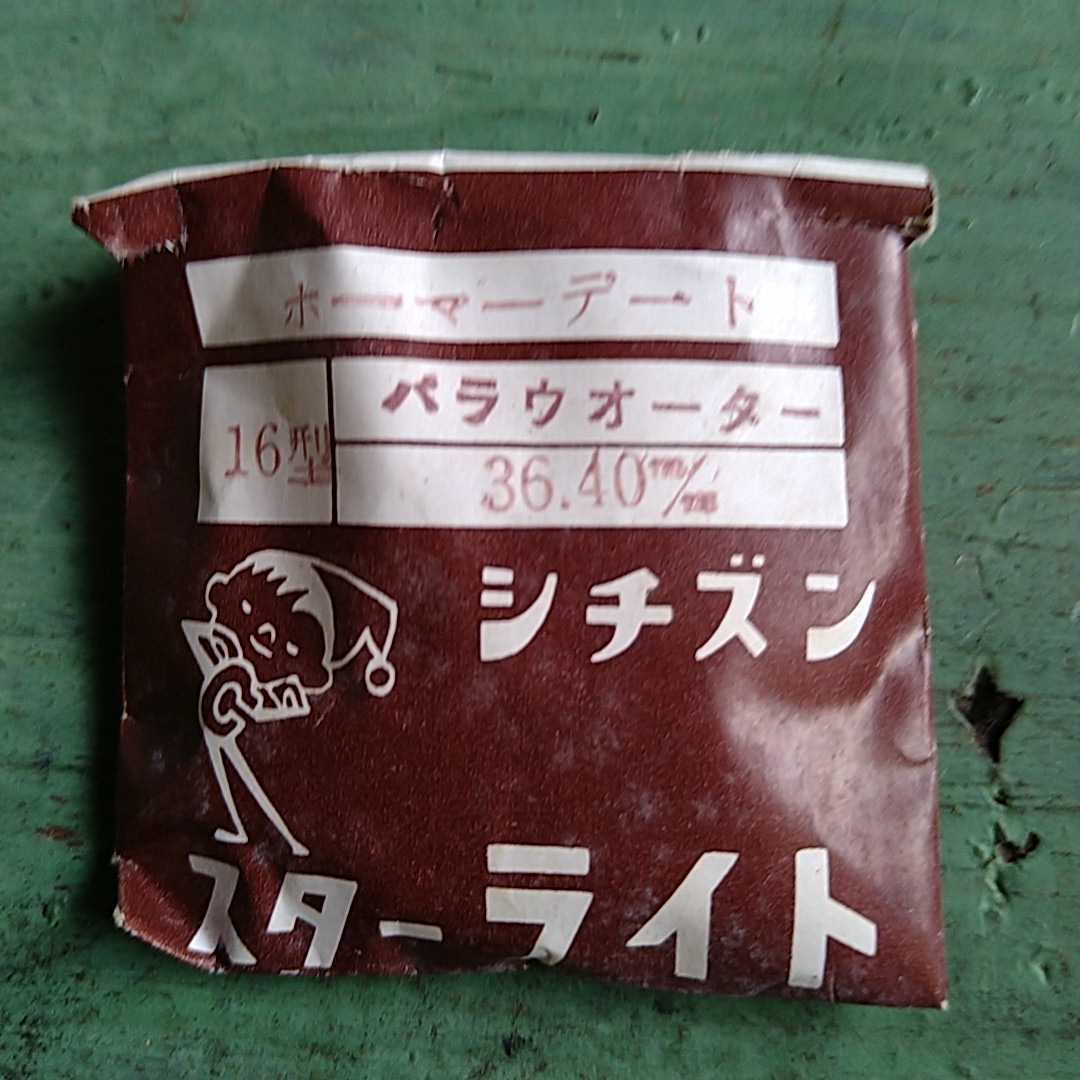 ホーマーデート
16型
パラウオーター
36.40m/m
シチズン
スターライト